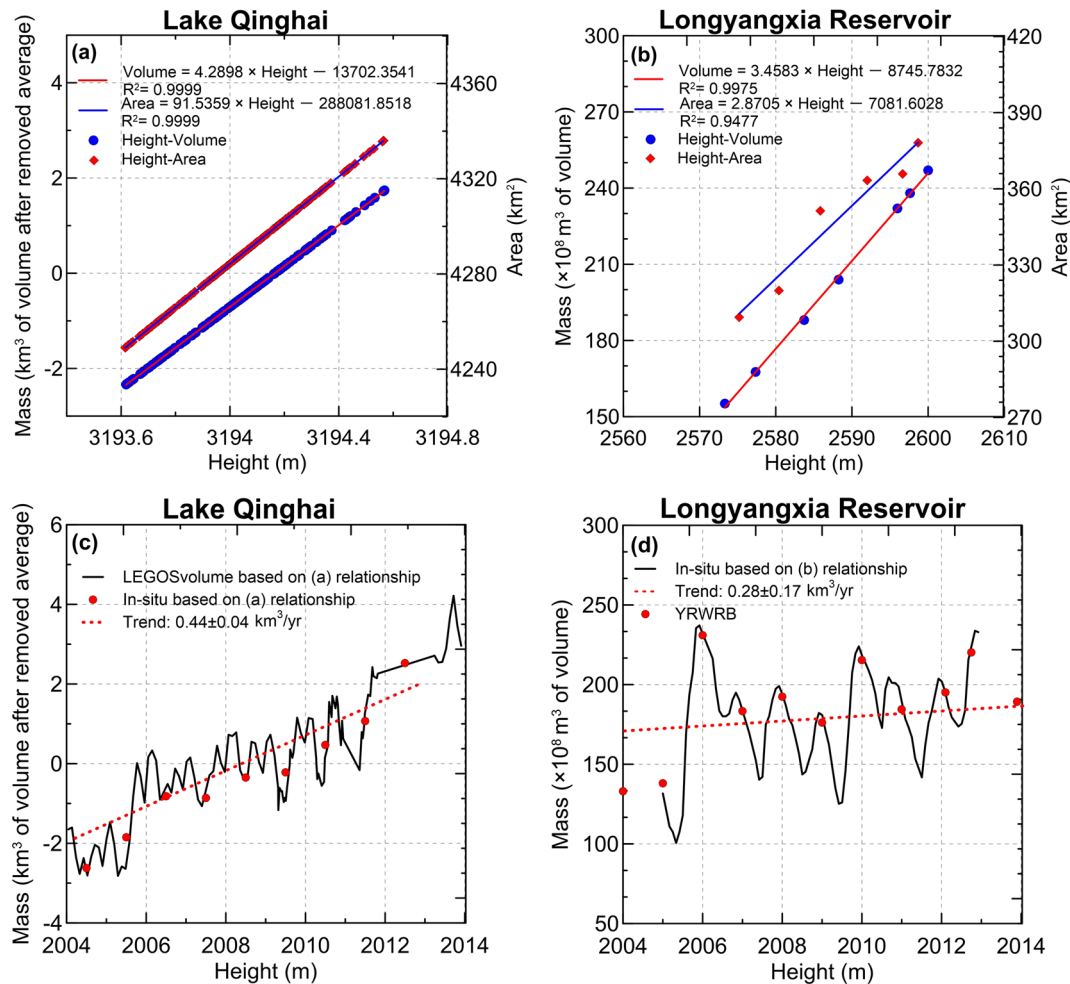 Lake Qinghai
(a)
Volume = 4.2898 × Height − 13702.3541
R²= 0.9999
Area = 91.5359 × Height − 288081.8518
R²= 0.9999
Height-Volume
Height-Area
Mass (km³ of volume after removed average)
4
2
0
-2
4360
4320
4280
4240
Area (km²)
3193.6
3194
3194.4
3194.8
Height (m)
Longyangxia Reservoir
(b)
Volume = 3.4583 × Height − 8745.7832
R²= 0.9975
Area = 2.8705 × Height − 7081.6028
R²= 0.9477
Height-Volume
Height-Area
Mass (×10⁸ m³ of volume)
300
270
240
210
180
150
420
390
360
330
300
270
Area (km²)
2560
2570
2580
2590
2600
2610
Height (m)
Lake Qinghai
(c)
LEGOSvolume based on (a) relationship
In-situ based on (a) relationship
Trend: 0.44±0.04 km³/yr
Mass (km³ of volume after removed average)
6
4
2
0
-2
-4
2004
2006
2008
2010
2012
2014
Height (m)
Longyangxia Reservoir
(d)
In-situ based on (b) relationship
Trend: 0.28±0.17 km³/yr
YRWRB
Mass (×10⁸ m³ of volume)
300
250
200
150
100
50
2004
2006
2008
2010
2012
2014
Height (m)